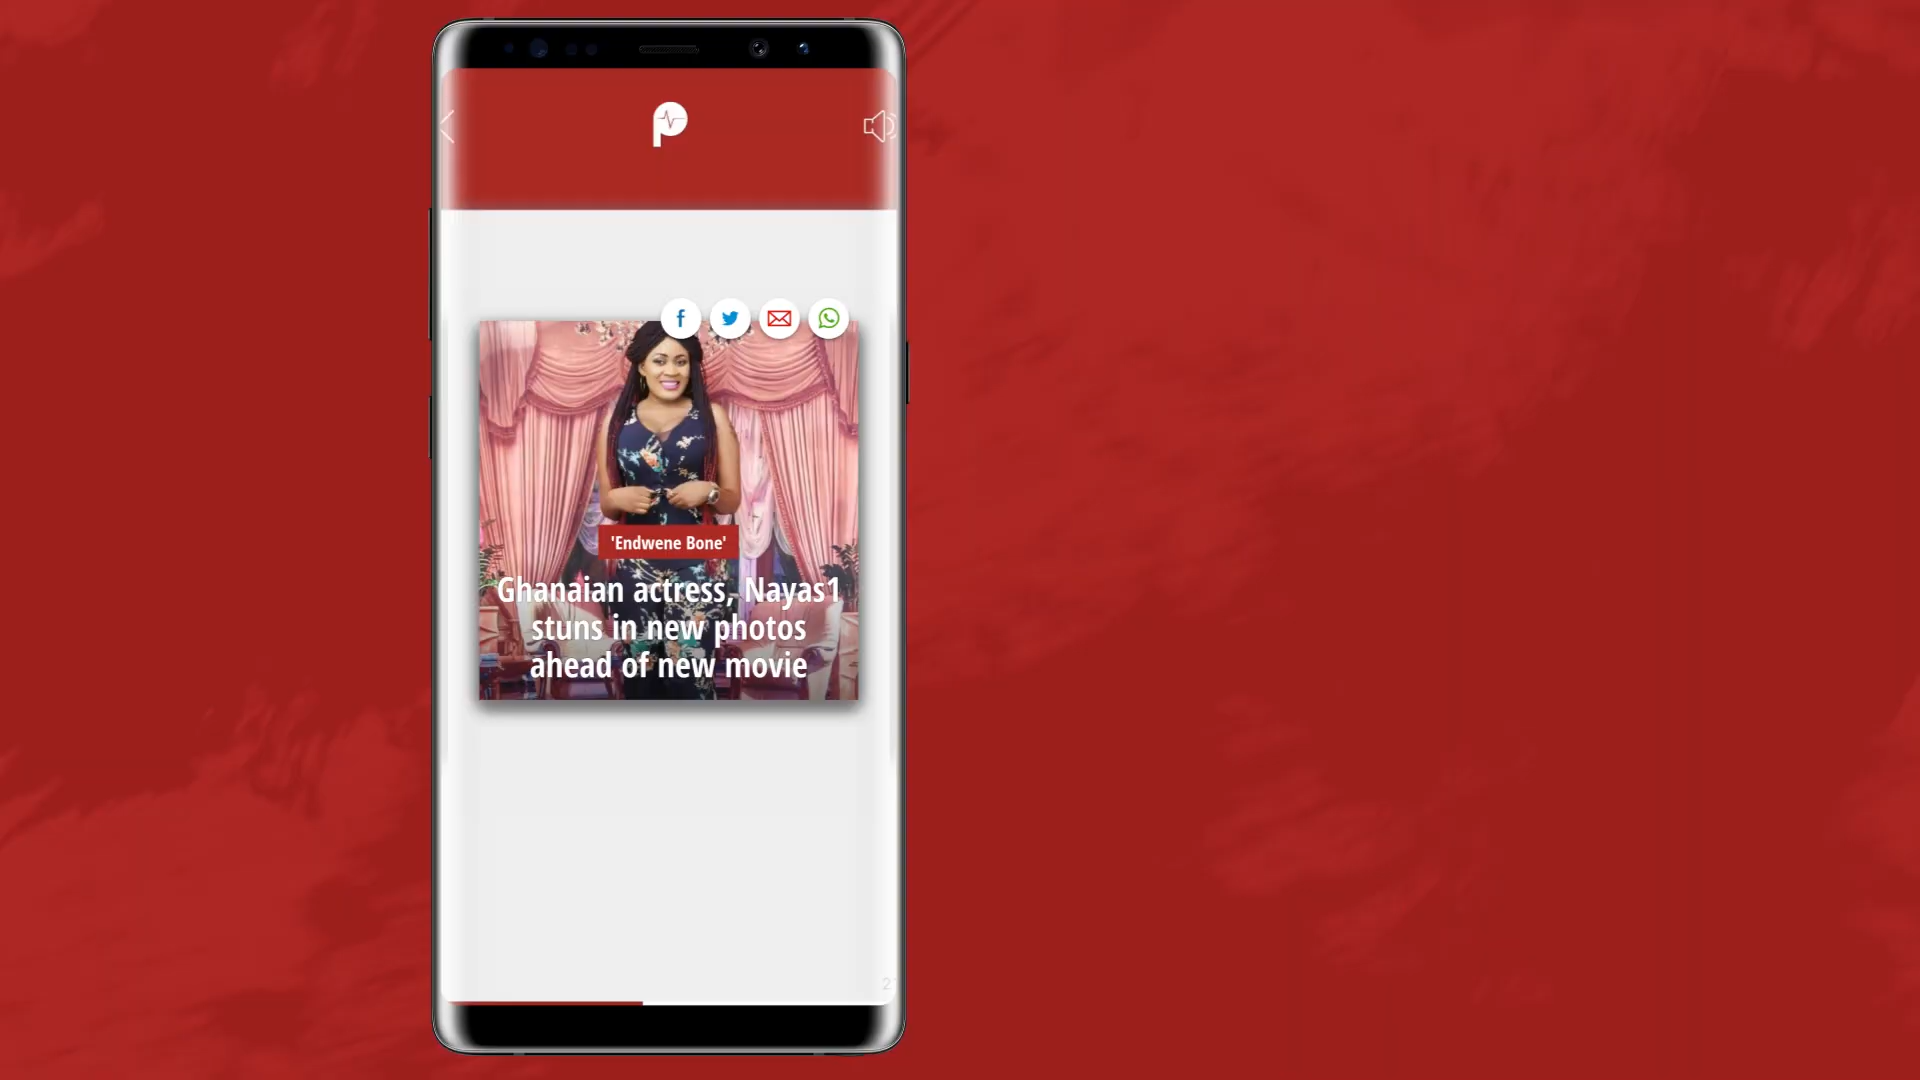 'Endwene Bone'
Ghanaian actress, Nayas1
stuns in new photos
ahead of new movie